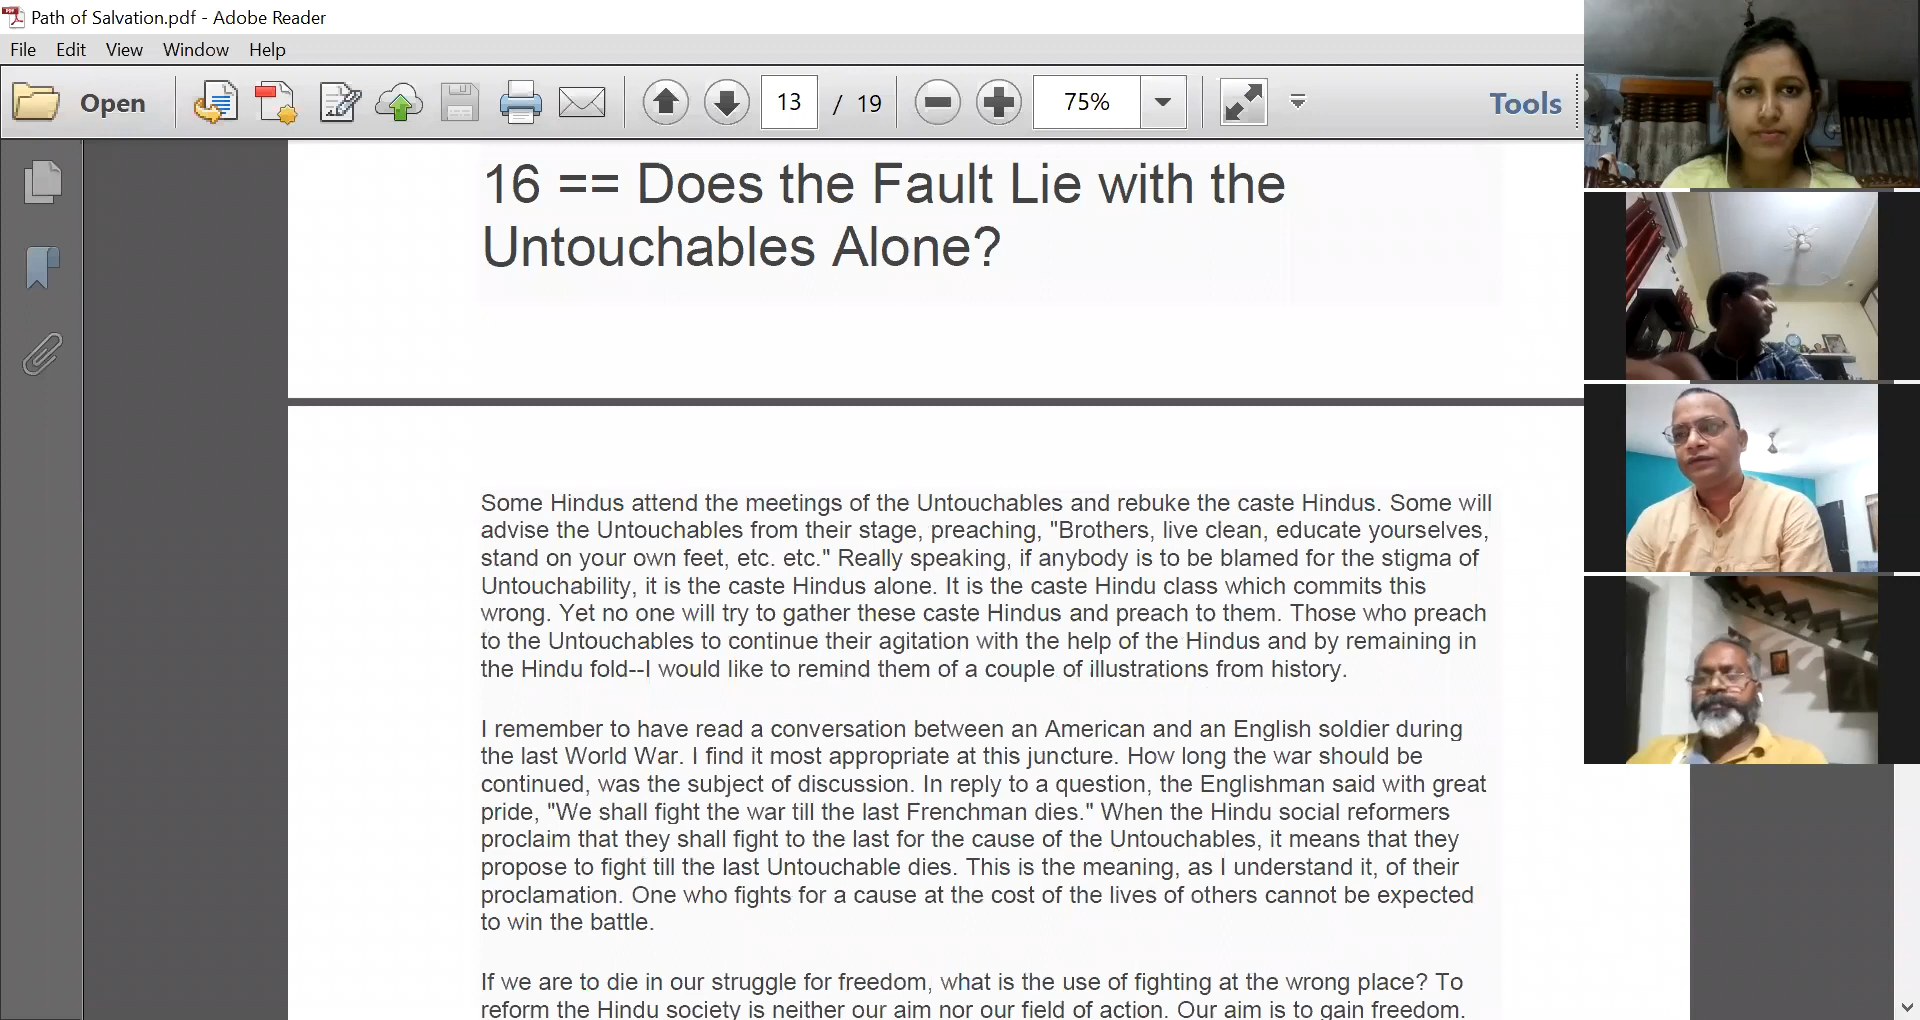 Path of Salvation.pdf - Adobe Reader
File Edit View Window Help
Open 13 / 19 75% Tools
16 == Does the Fault Lie with the
Untouchables Alone?
Some Hindus attend the meetings of the Untouchables and rebuke the caste Hindus. Some will
advise the Untouchables from their stage, preaching, "Brothers, live clean, educate yourselves,
stand on your own feet, etc. etc." Really speaking, if anybody is to be blamed for the stigma of
Untouchability, it is the caste Hindus alone. It is the caste Hindu class which commits this
wrong. Yet no one will try to gather these caste Hindus and preach to them. Those who preach
to the Untouchables to continue their agitation with the help of the Hindus and by remaining in
the Hindu fold--I would like to remind them of a couple of illustrations from history.
I remember to have read a conversation between an American and an English soldier during
the last World War. I find it most appropriate at this juncture. How long the war should be
continued, was the subject of discussion. In reply to a question, the Englishman said with great
pride, "We shall fight the war till the last Frenchman dies." When the Hindu social reformers
proclaim that they shall fight to the last for the cause of the Untouchables, it means that they
propose to fight till the last Untouchable dies. This is the meaning, as I understand it, of their
proclamation. One who fights for a cause at the cost of the lives of others cannot be expected
to win the battle.
If we are to die in our struggle for freedom, what is the use of fighting at the wrong place? To
reform the Hindu society is neither our aim nor our field of action. Our aim is to gain freedom.